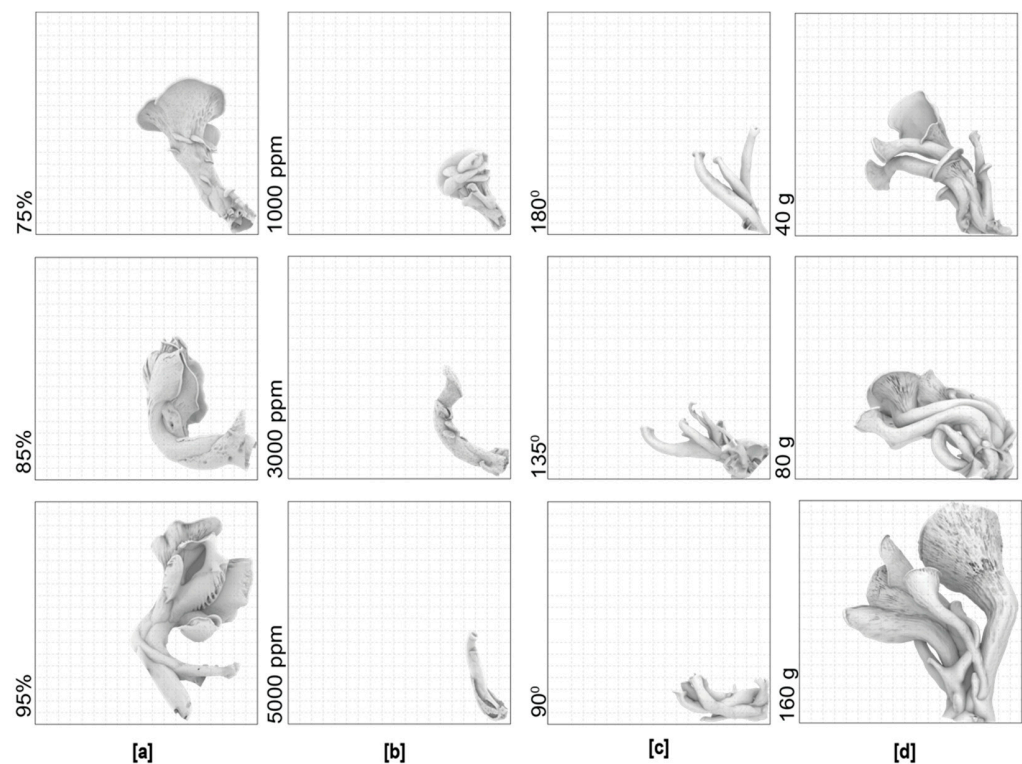 75%
1000 ppm
180⁰
40 g
85%
3000 ppm
135⁰
80 g
95%
5000 ppm
90⁰
160 g
[a]
[b]
[c]
[d]